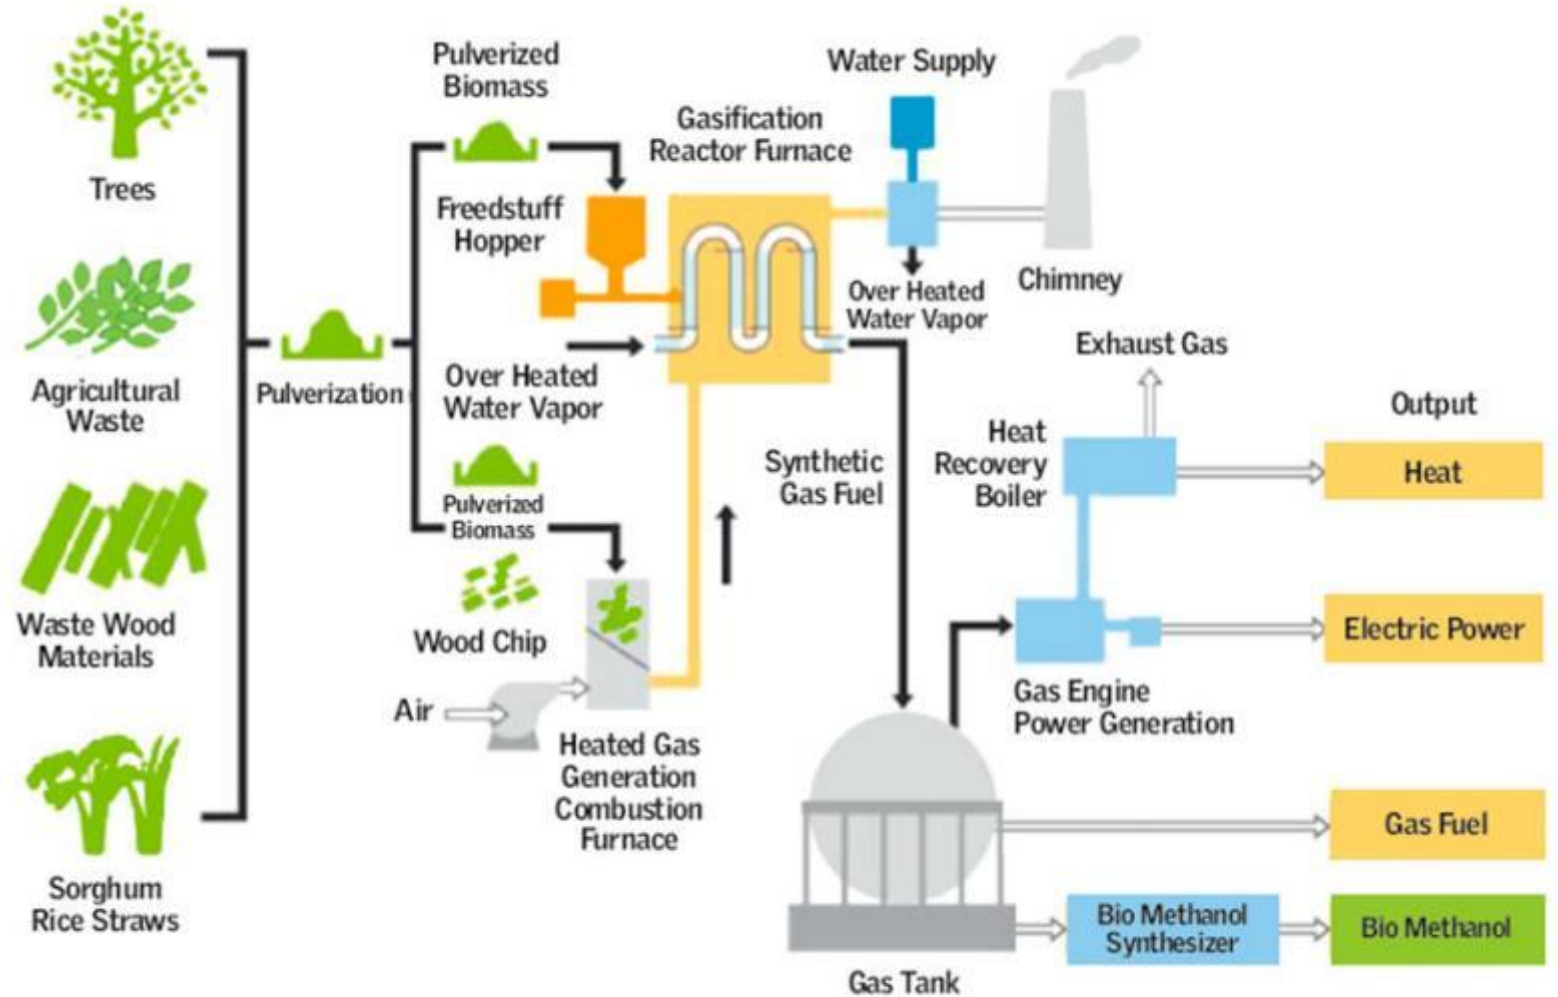 Trees
Agricultural
Waste
Waste Wood
Materials
Sorghum
Rice Straws
Pulverization
Pulverized
Biomass
Freedstuff
Hopper
Over Heated
Water Vapor
Pulverized
Biomass
Wood Chip
Air
Heated Gas
Generation
Combustion
Furnace
Gasification
Reactor Furnace
Water Supply
Over Heated
Water Vapor
Chimney
Synthetic
Gas Fuel
Exhaust Gas
Heat
Recovery
Boiler
Gas Engine
Power Generation
Gas Tank
Bio Methanol
Synthesizer
Output
Heat
Electric Power
Gas Fuel
Bio Methanol